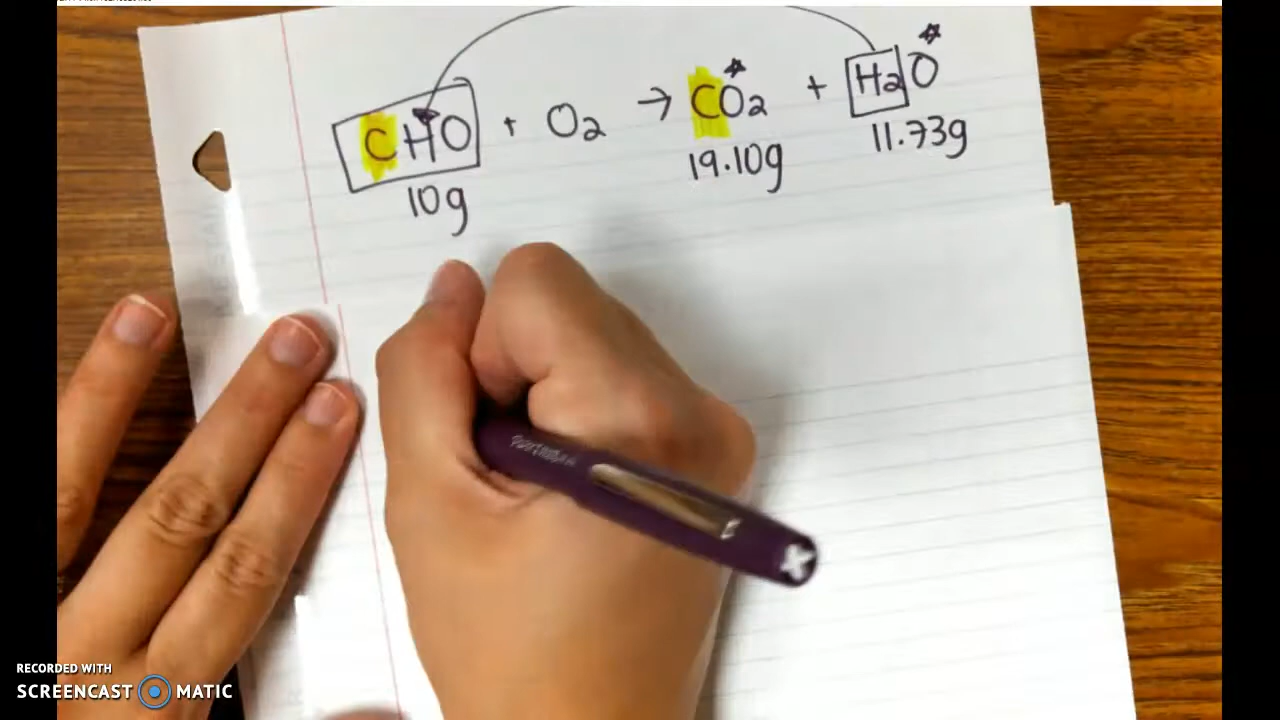 CHO + O2 → CO2 + H2O
10g 19.10g 11.73g
RECORDED WITH
SCREENCAST MATIC